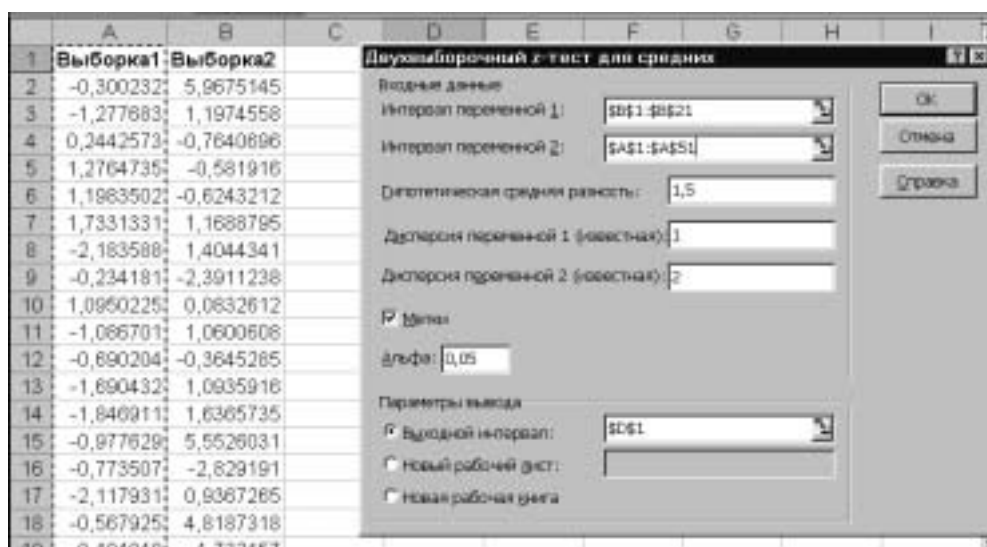 A B C D E F G H I
1 Выборка1 Выборка2
2 -0,300232 5,9675145
3 -1,277683 1,1974558
4 0,2442573 -0,7640696
5 1,2764735 -0,581916
6 1,1983502 -0,6243212
7 1,7331331 1,1688795
8 -2,183588 1,4044341
9 -0,234181 -2,3911238
10 1,0950225 0,0832612
11 -1,086701 1,0600608
12 -0,690204 -0,3645285
13 -1,690432 1,0935916
14 -1,846911 1,6365735
15 -0,977629 5,5526031
16 -0,773507 -2,829191
17 -2,117931 0,9367265
18 -0,567925 4,8187318
Двухвыборочный z-тест для средних
Входные данные
Интервал переменной 1: $B$1:$B$21
Интервал переменной 2: $A$1:$A$51
Гипотетическая средняя разность: 1,5
Дисперсия переменной 1 (известная): 1
Дисперсия переменной 2 (известная): 2
Метки
Альфа: 0,05
Параметры вывода
Выходной интервал: $D$1
Новый рабочий лист:
Новая рабочая книга
OK
Отмена
Справка